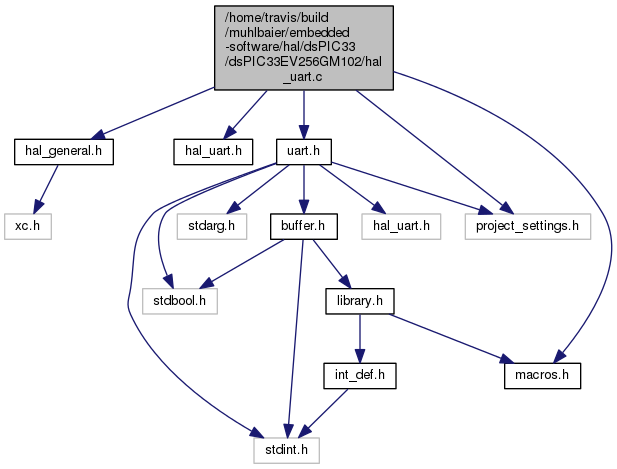 /home/travis/build
/muhlbaier/embedded
-software/hal/dsPIC33
/dsPIC33EV256GM102/hal
_uart.c
hal_general.h
hal_uart.h
uart.h
xc.h
stdarg.h
buffer.h
hal_uart.h
project_settings.h
stdbool.h
library.h
int_def.h
macros.h
stdint.h